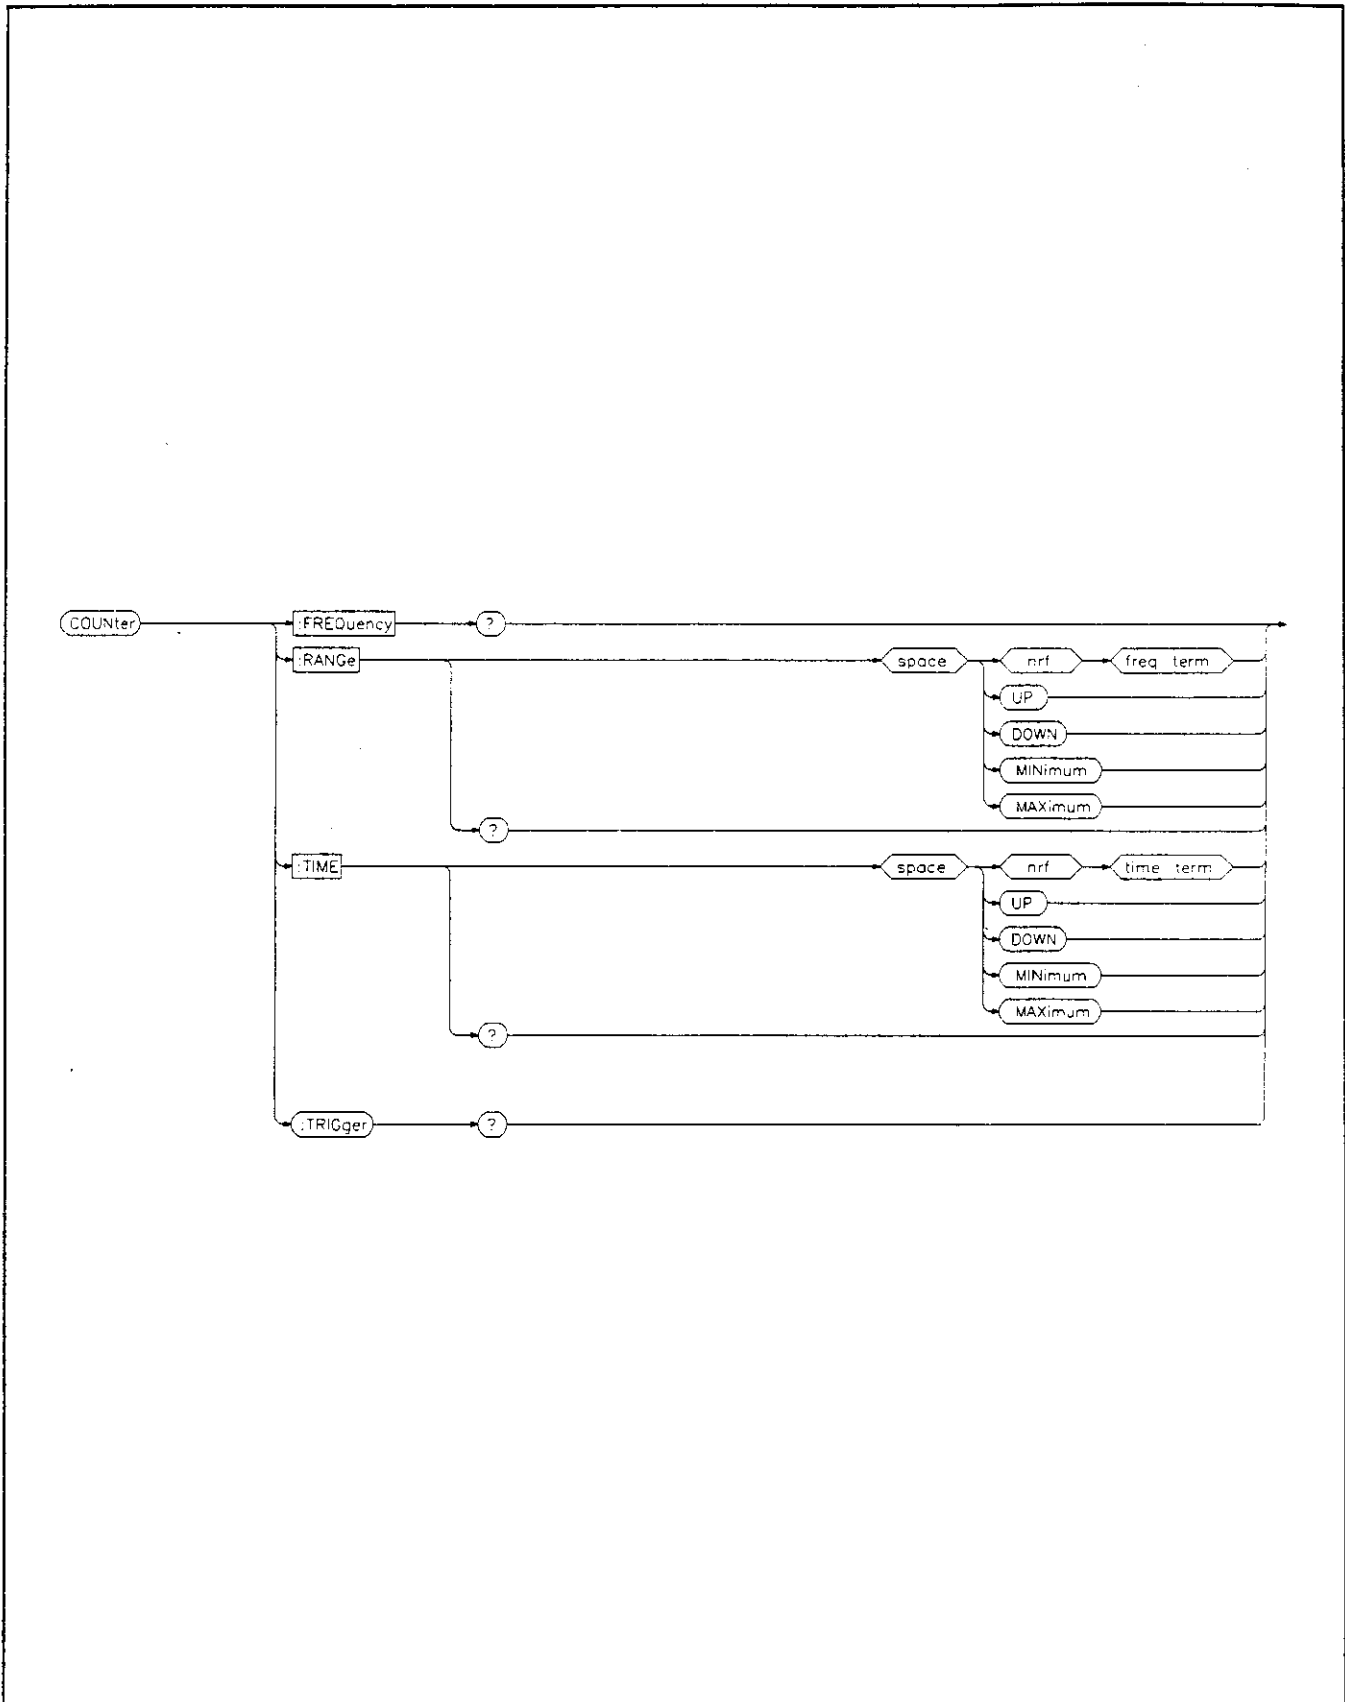 COUNter :FREQuency ?
:RANGe space nrf freq term
UP
DOWN
MINimum
MAXimum
?
:TIME space nrf time term
UP
DOWN
MINimum
MAXimum
?
:TRIGger ?